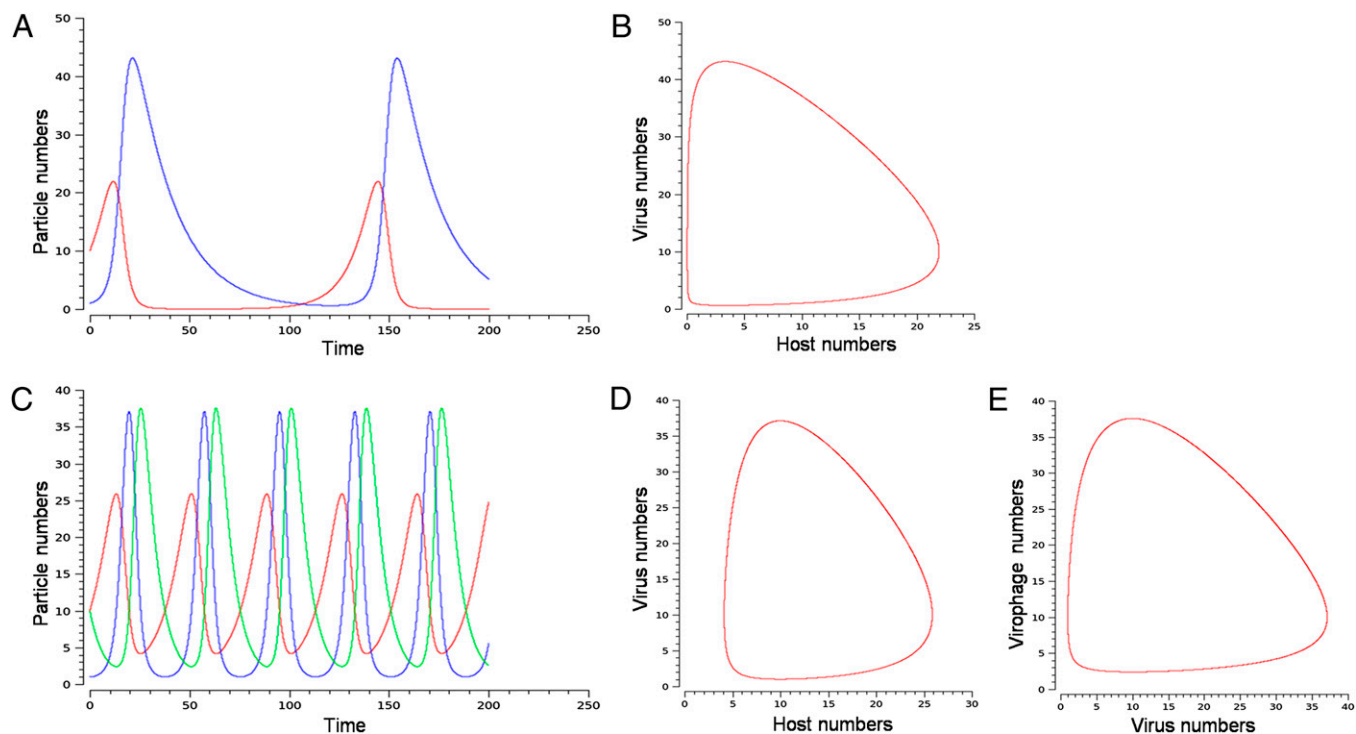 A
50
40
30
20
10
0
Particle numbers
0 50 100 150 200 250
Time
B
50
40
30
20
10
0
Virus numbers
0 5 10 15 20 25
Host numbers
C
40
35
30
25
20
15
10
5
0
Particle numbers
0 50 100 150 200 250
Time
D
40
35
30
25
20
15
10
5
0
Virus numbers
0 5 10 15 20 25 30
Host numbers
E
40
35
30
25
20
15
10
5
0
Virophage numbers
0 5 10 15 20 25 30 35 40
Virus numbers